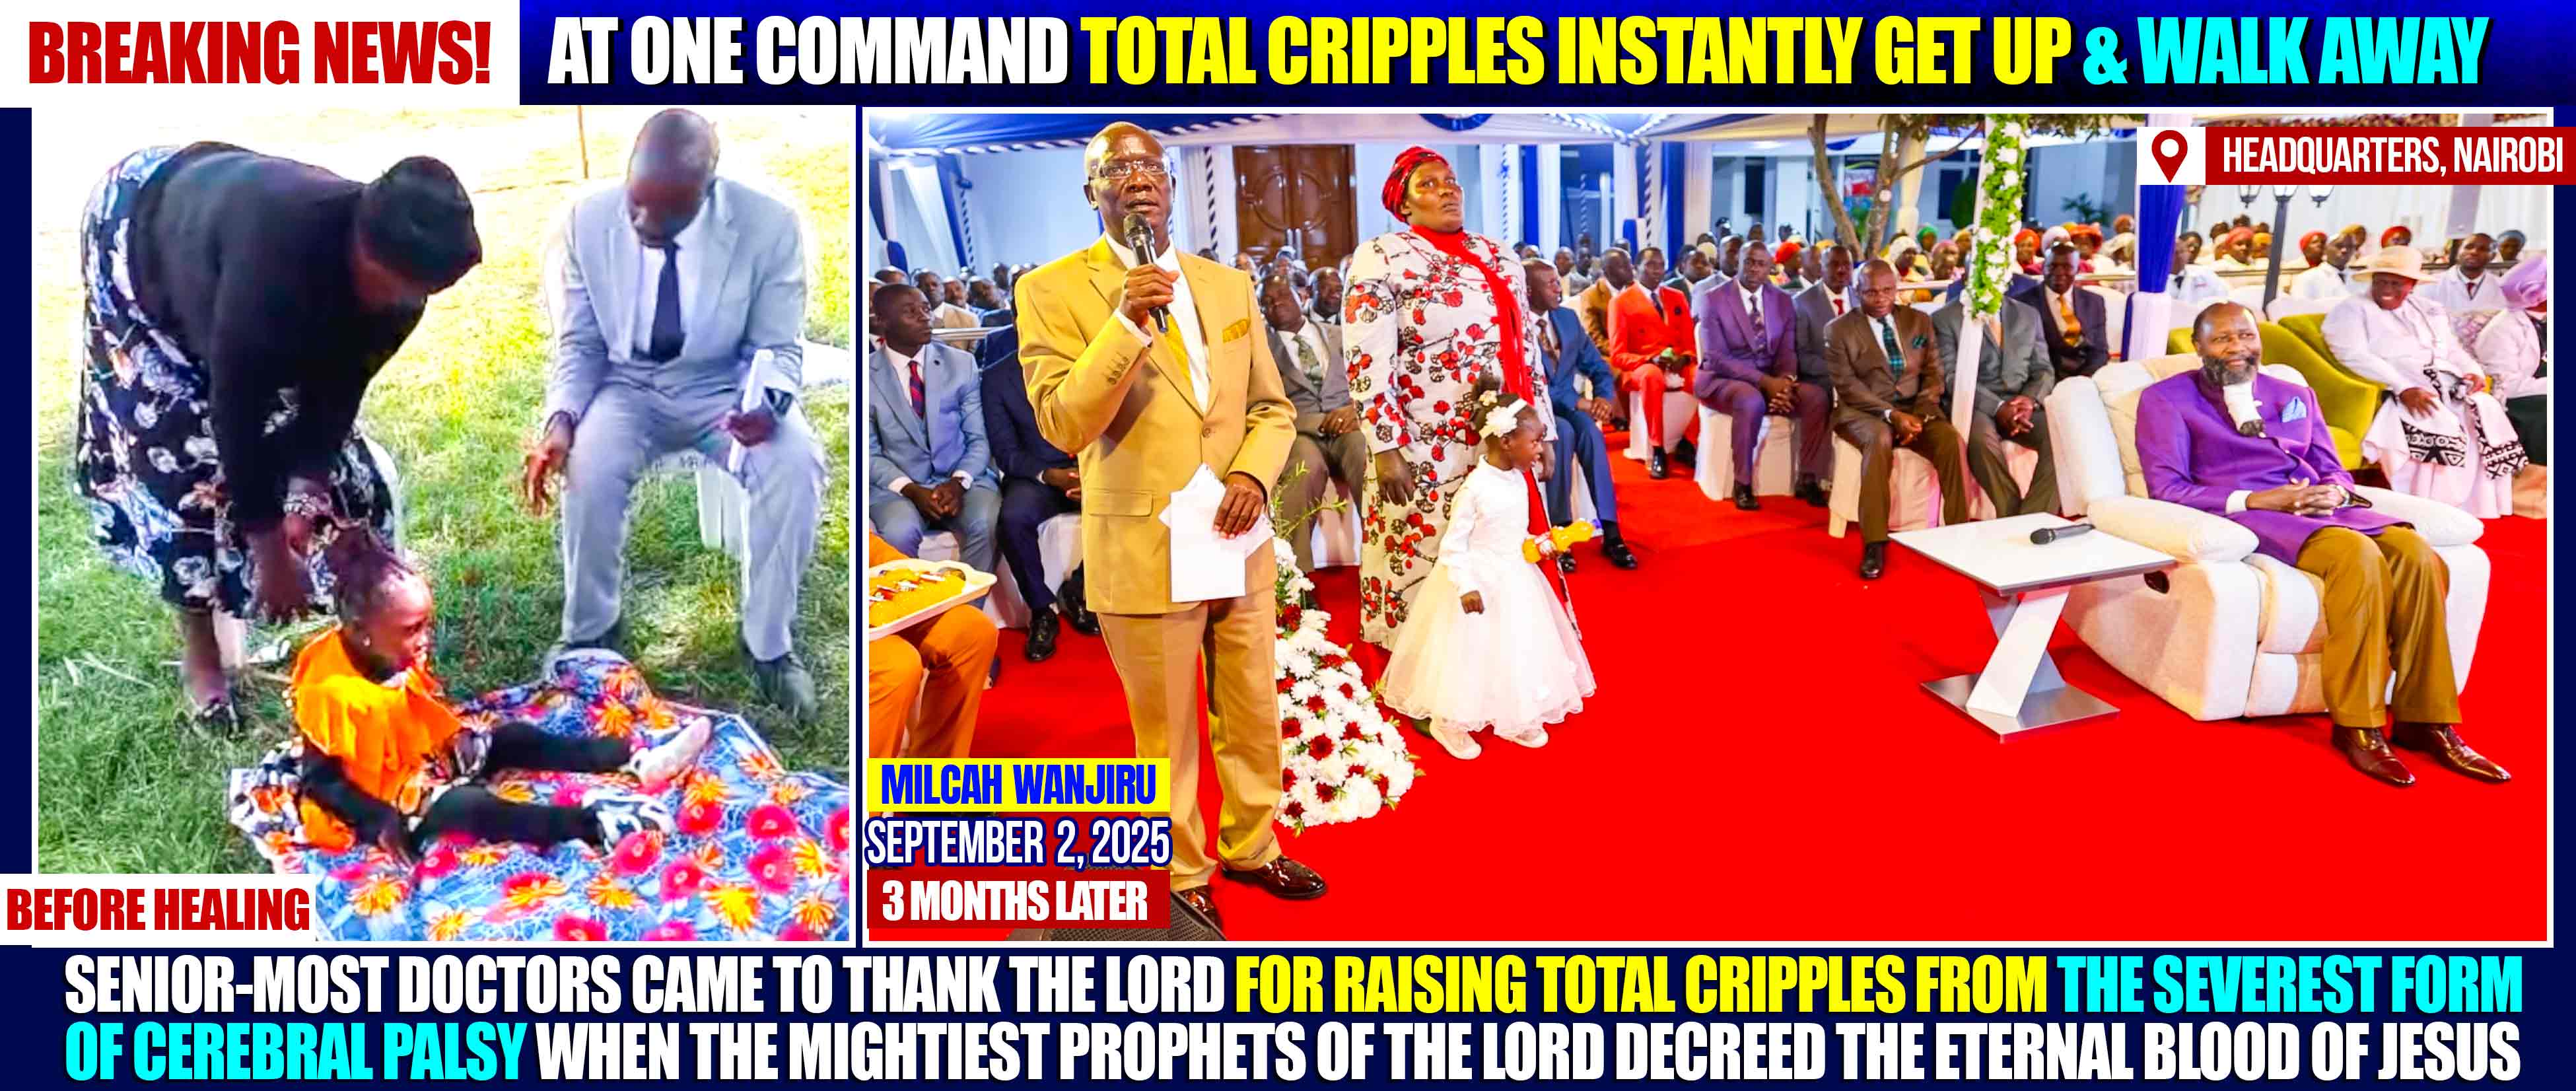 BREAKING NEWS!
AT ONE COMMAND TOTAL CRIPPLES INSTANTLY GET UP & WALK AWAY
HEADQUARTERS, NAIROBI
MILCAH WANJIRU
SEPTEMBER 2, 2025
3 MONTHS LATER
BEFORE HEALING
SENIOR-MOST DOCTORS CAME TO THANK THE LORD FOR RAISING TOTAL CRIPPLES FROM THE SEVEREST FORM
OF CEREBRAL PALSY WHEN THE MIGHTIEST PROPHETS OF THE LORD DECREED THE ETERNAL BLOOD OF JESUS